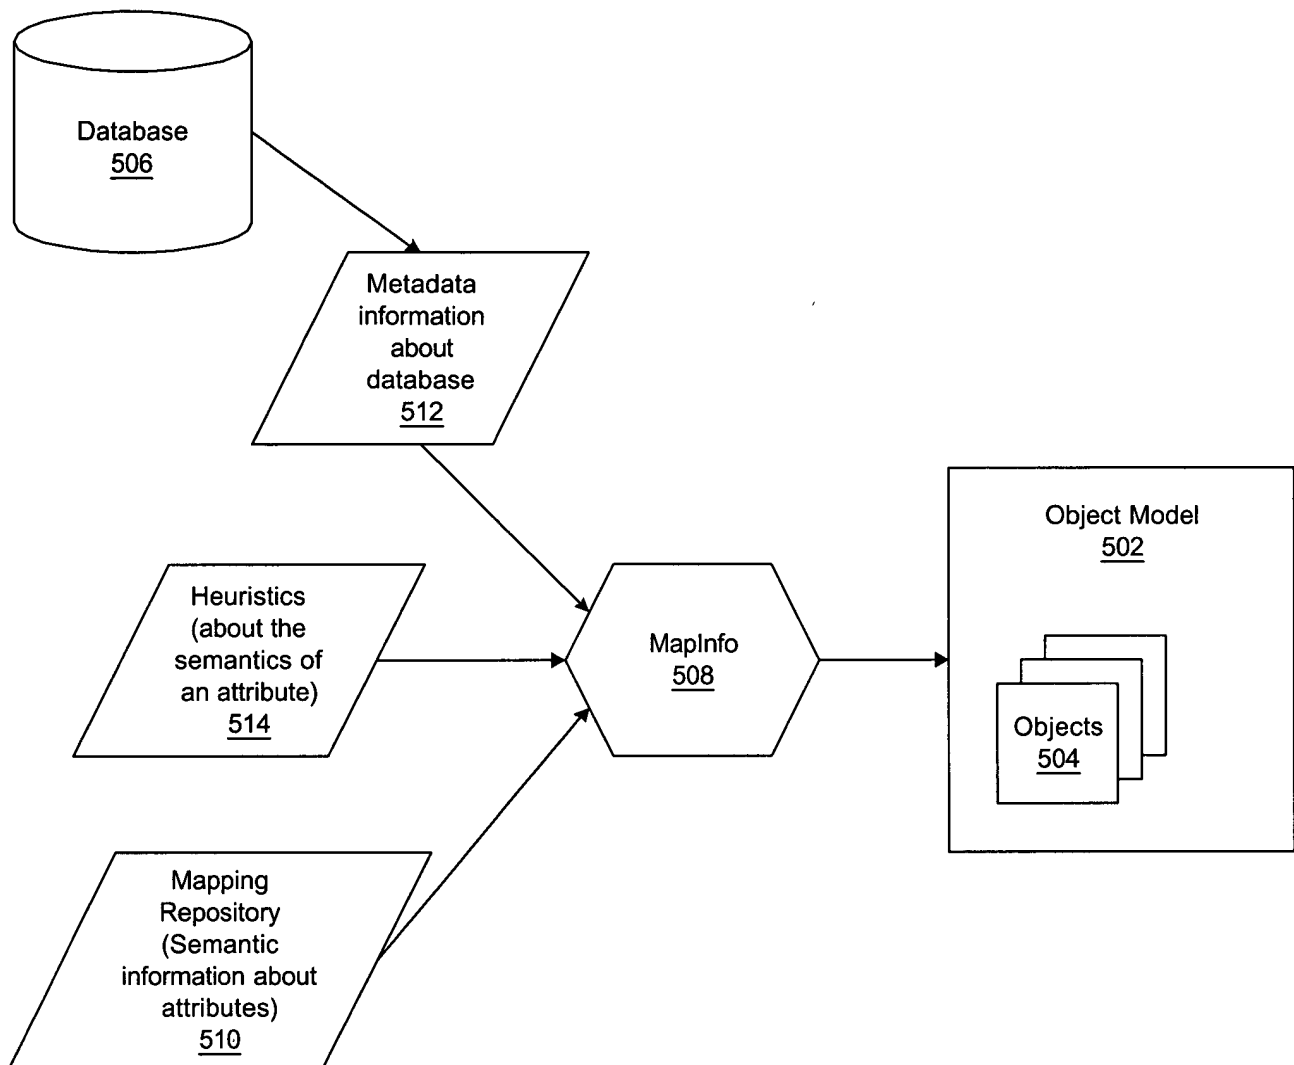 Database
506
Metadata
information
about
database
512
Object Model
502
Heuristics
(about the
semantics of
an attribute)
514
MapInfo
508
Objects
504
Mapping
Repository
(Semantic
information about
attributes)
510